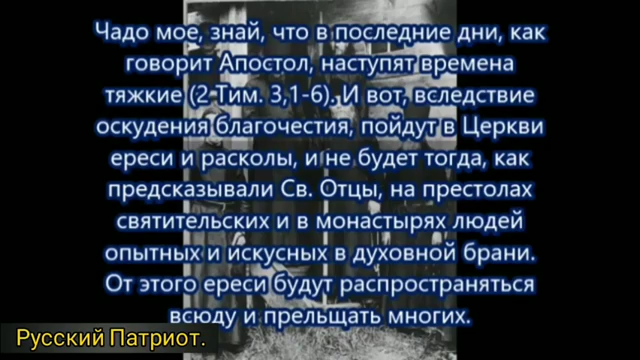 Чадо мое, знай, что в последние дни, как
говорит Апостол, наступят времена
тяжкие (2 Тим. 3,1-6). И вот, вследствие
оскудения благочестия, пойдут в Церкви
ереси и расколы, и не будет тогда, как
предсказывали Св. Отцы, на престолах
святительских и в монастырях людей
опытных и искусных в духовной брани.
От этого ереси будут распространяться
всюду и прельщать многих.
Русский Патриот.